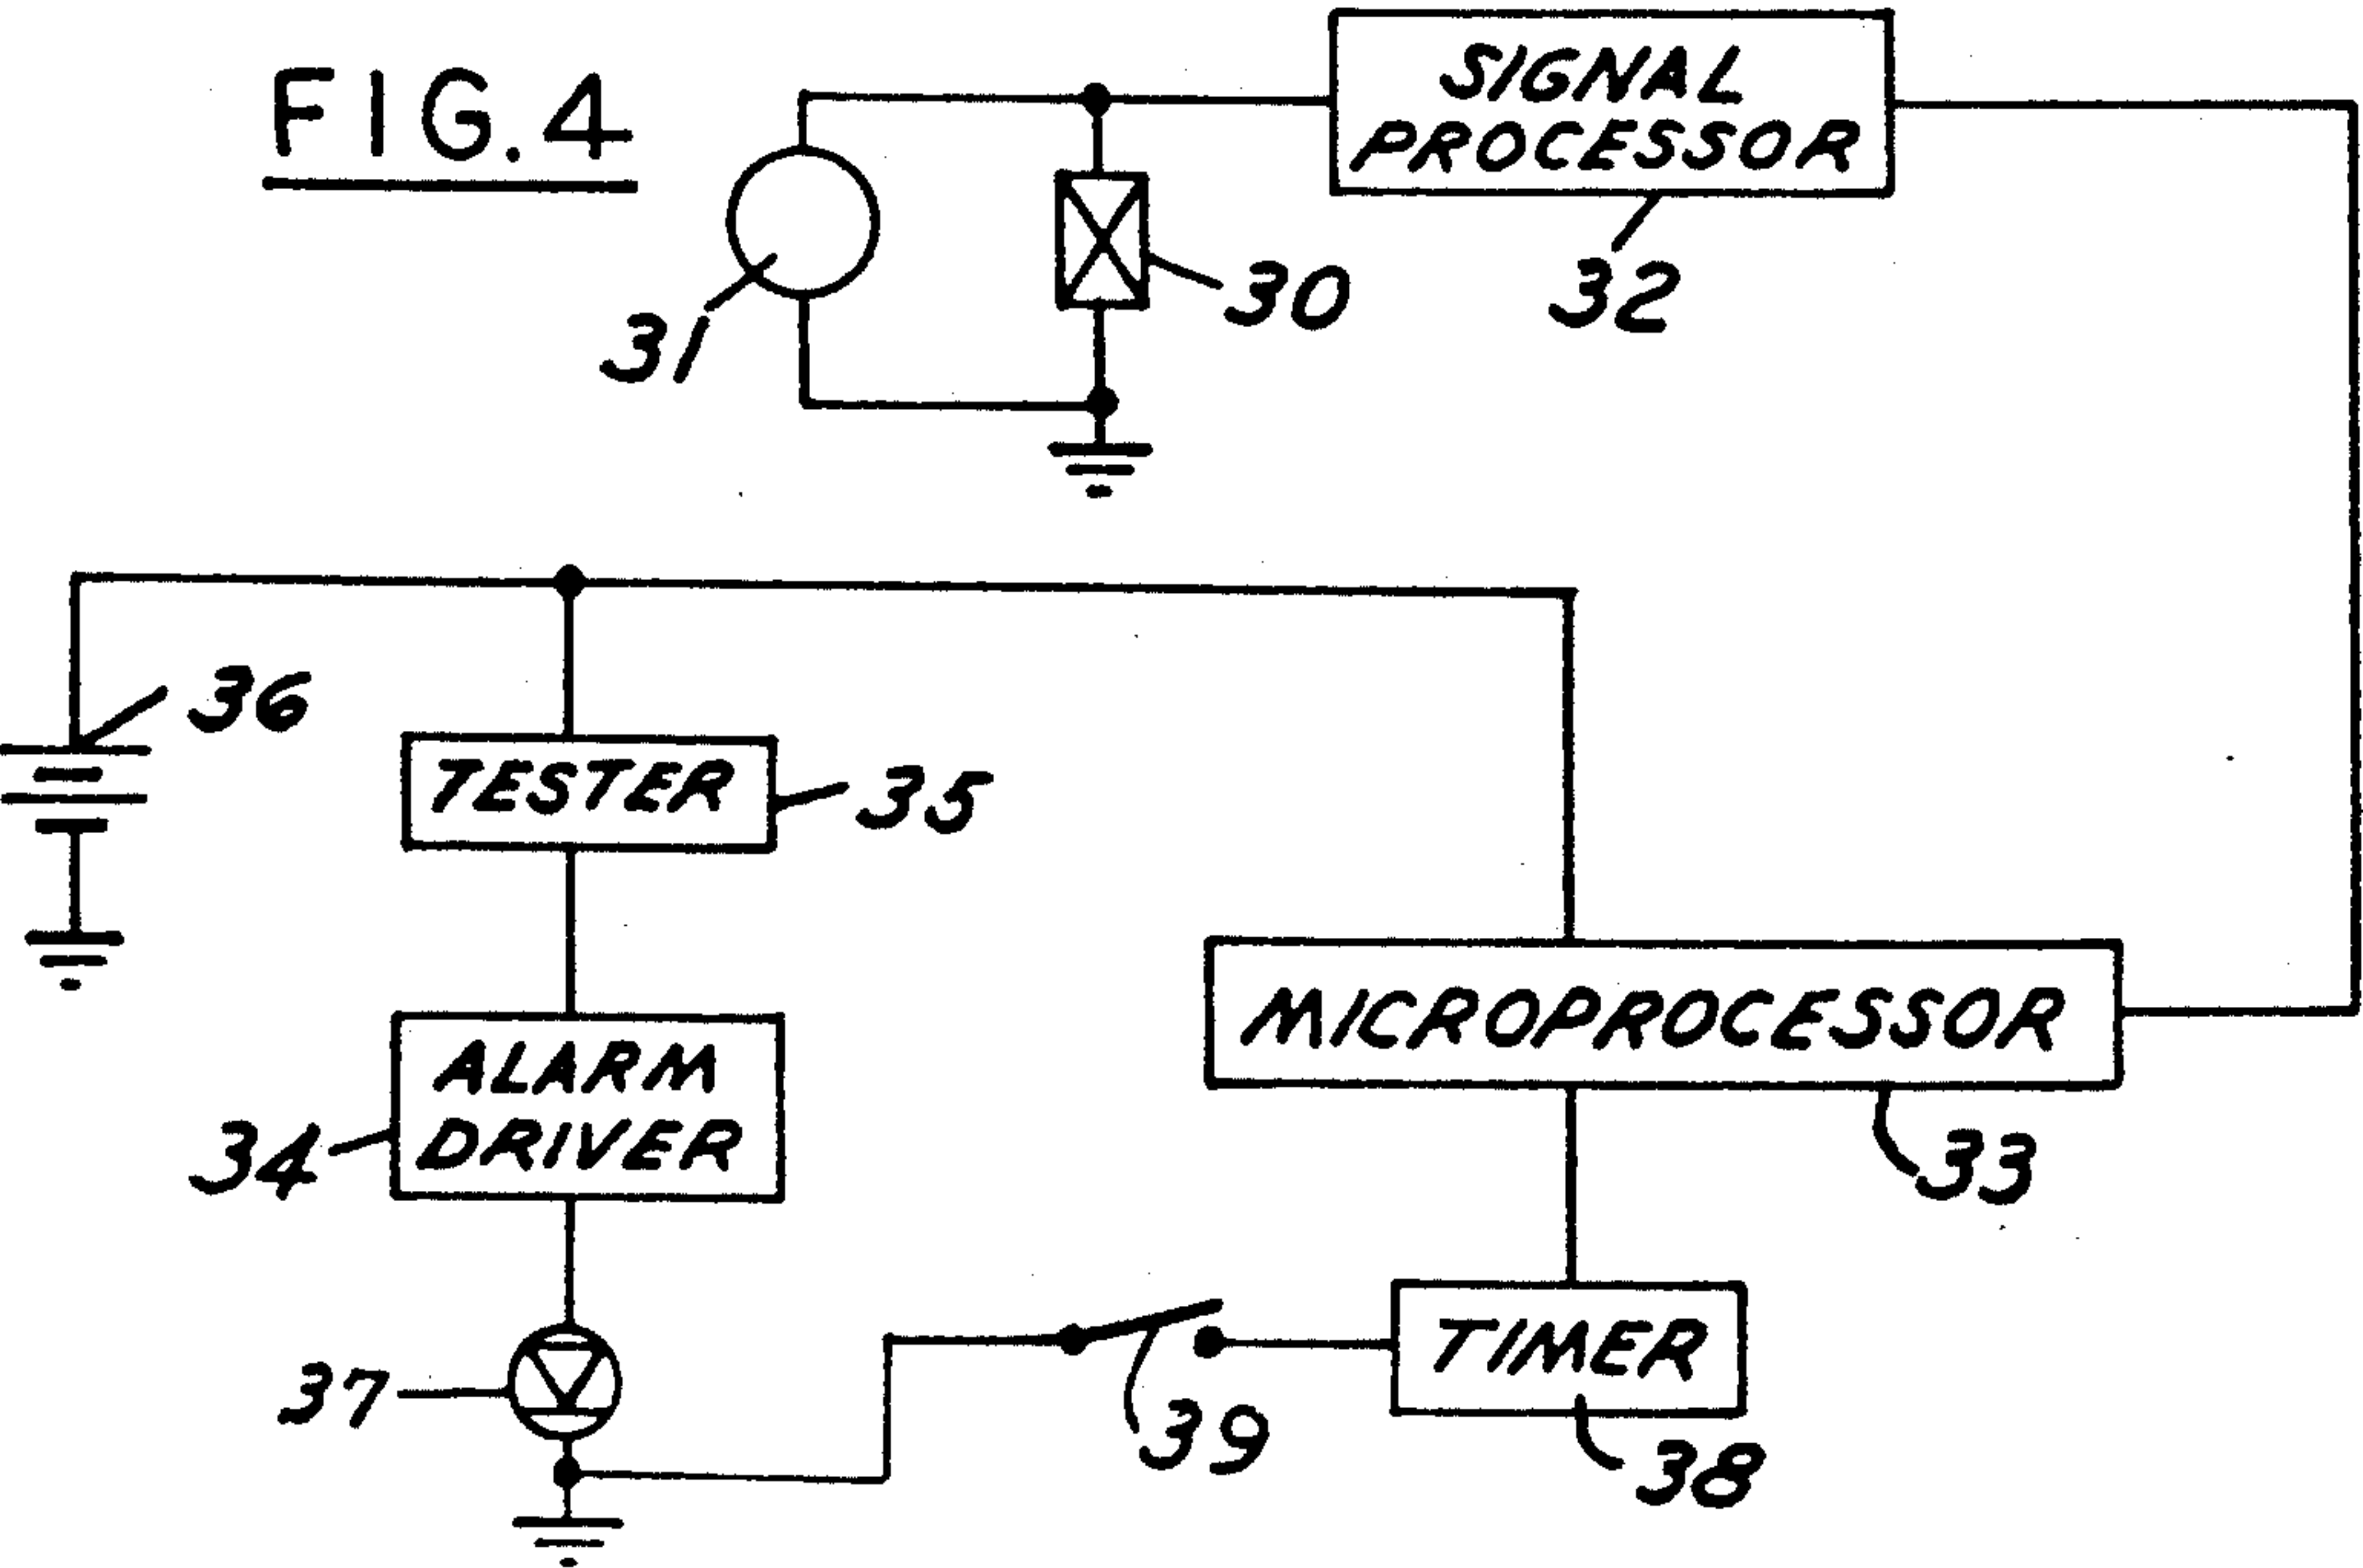 FIG.4
SIGNAL
PROCESSOR
31
30
32
36
TESTER
35
ALARM
DRIVER
34
MICROPROCESSOR
33
37
39
TIMER
38